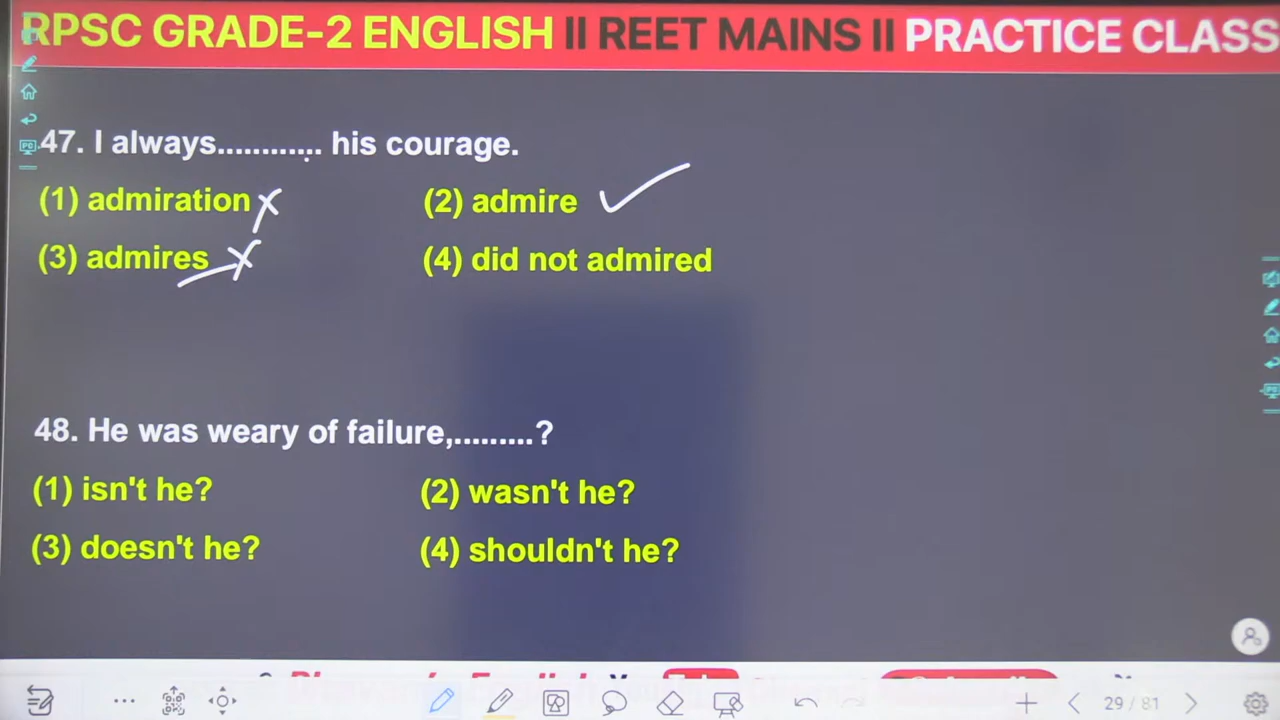 RPSC GRADE-2 ENGLISH II REET MAINS II PRACTICE CLASS
47. I always............ his courage.
(1) admiration (2) admire
(3) admires (4) did not admired
48. He was weary of failure,.........?
(1) isn't he? (2) wasn't he?
(3) doesn't he? (4) shouldn't he?
29 / 81